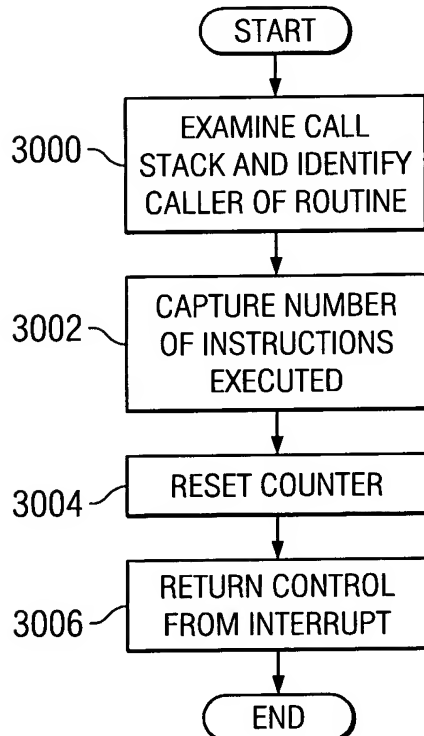 START
3000
EXAMINE CALL
STACK AND IDENTIFY
CALLER OF ROUTINE
3002
CAPTURE NUMBER
OF INSTRUCTIONS
EXECUTED
3004
RESET COUNTER
3006
RETURN CONTROL
FROM INTERRUPT
END